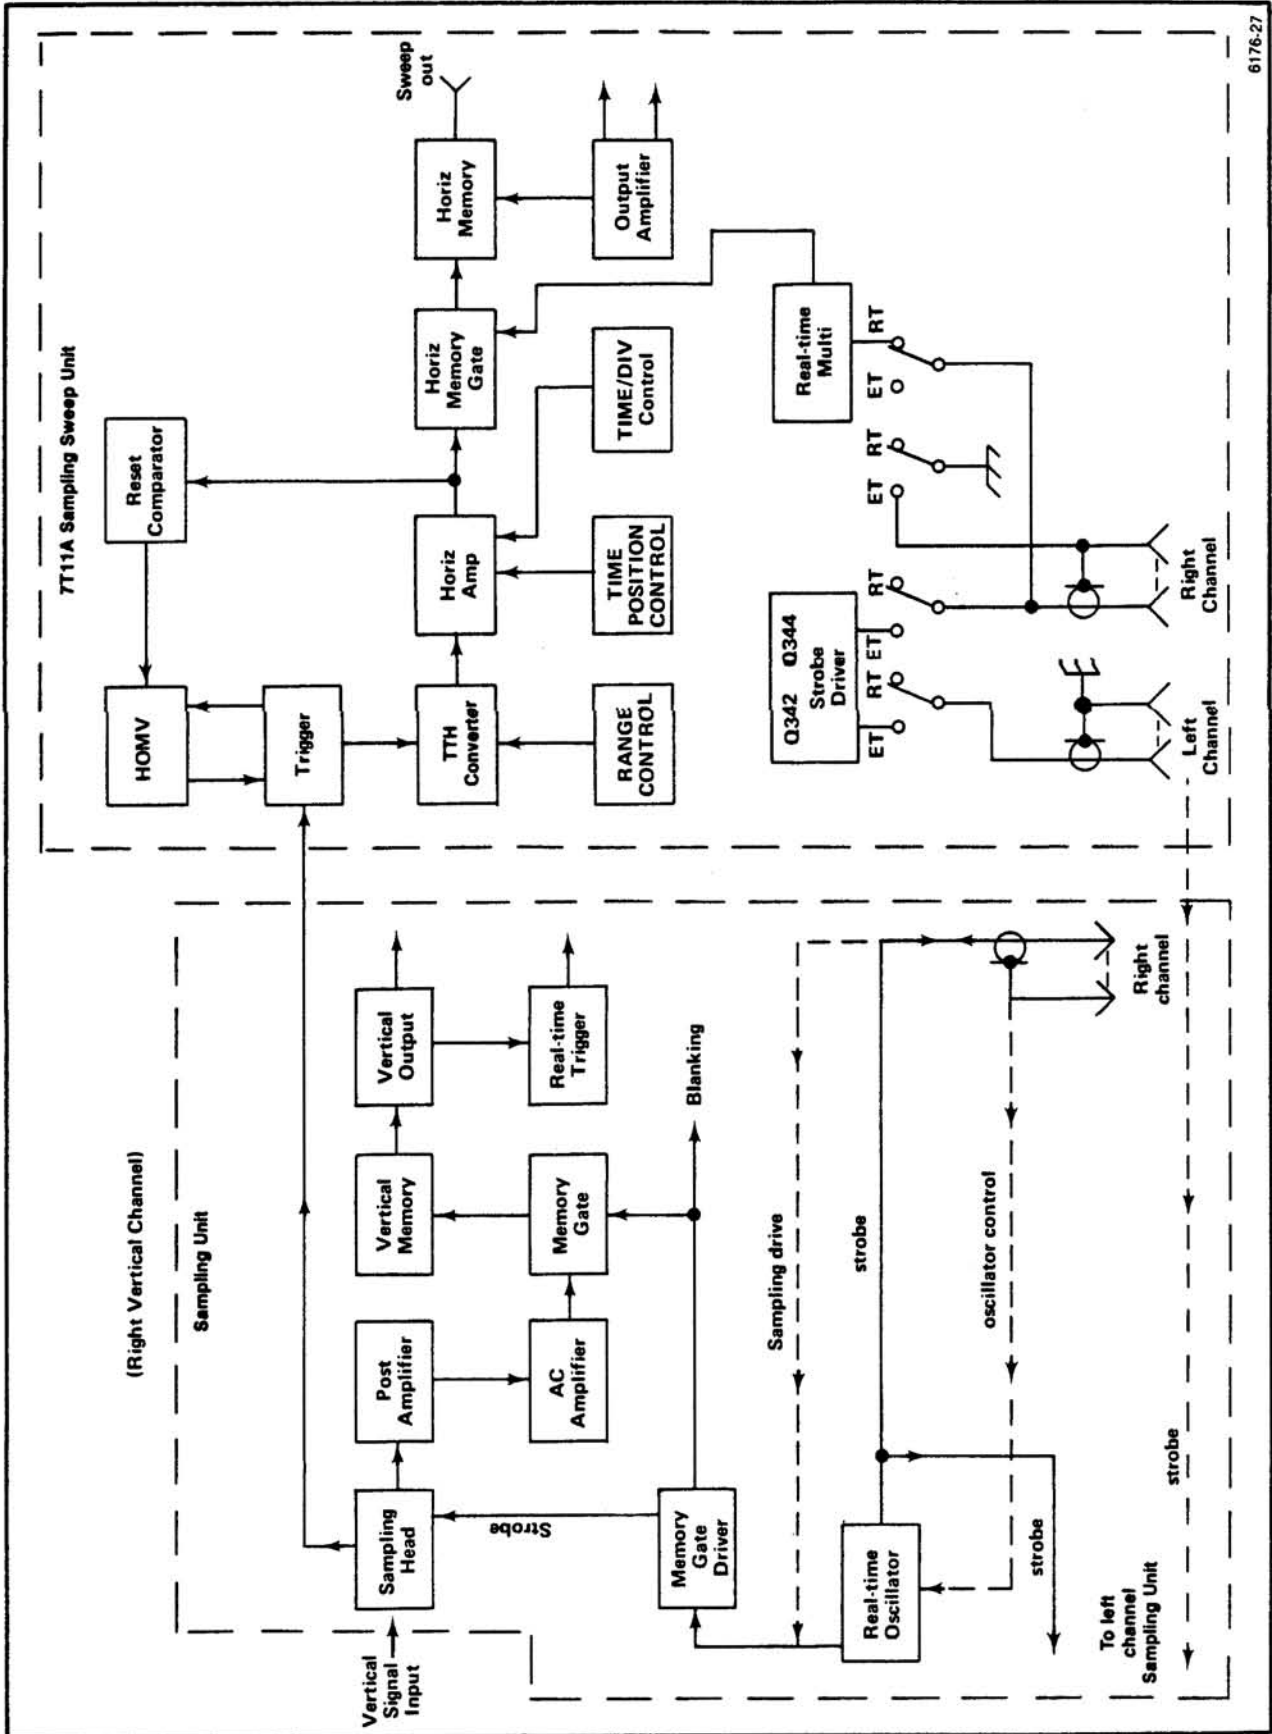 (Right Vertical Channel)
Sampling Unit
Vertical
Signal
Input
Sampling
Head
Post
Amplifier
AC
Amplifier
Vertical
Memory
Memory
Gate
Vertical
Output
Real-time
Trigger
Strobe
Memory
Gate
Driver
Blanking
Sampling drive
strobe
oscillator control
Real-time
Oscillator
strobe
To left
channel
Sampling Unit
strobe
Right
channel
7T11A Sampling Sweep Unit
HOMV
Reset
Comparator
Trigger
TTH
Converter
Horiz
Amp
Horiz
Memory
Gate
Horiz
Memory
Sweep
out
RANGE
CONTROL
TIME
POSITION
CONTROL
TIME/DIV
Control
Output
Amplifier
Q342 Q344
Strobe
Driver
Real-time
Multi
ET RT ET RT
ET RT
ET RT
Left
Channel
Right
Channel
6176-27